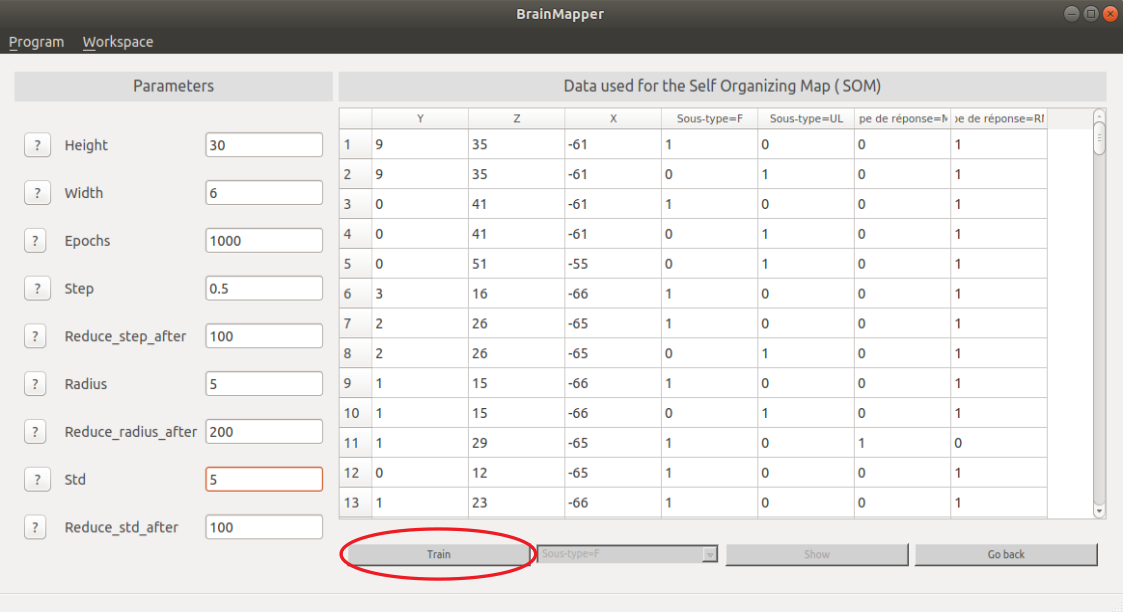 BrainMapper
Program Workspace
Parameters
Data used for the Self Organizing Map ( SOM)
? Height 30
? Width 6
? Epochs 1000
? Step 0.5
? Reduce_step_after 100
? Radius 5
? Reduce_radius_after 200
? Std 5
? Reduce_std_after 100
Y Z X Sous-type=F Sous-type=UL pe de réponse=M pe de réponse=RI
1 9 35 -61 1 0 0 1
2 9 35 -61 0 1 0 1
3 0 41 -61 1 0 0 1
4 0 41 -61 0 1 0 1
5 0 51 -55 0 1 0 1
6 3 16 -66 1 0 0 1
7 2 26 -65 1 0 0 1
8 2 26 -65 0 1 0 1
9 1 15 -66 1 0 0 1
10 1 15 -66 0 1 0 1
11 1 29 -65 1 0 1 0
12 0 12 -65 1 0 0 1
13 1 23 -66 1 0 0 1
Train Sous-type=F Show Go back